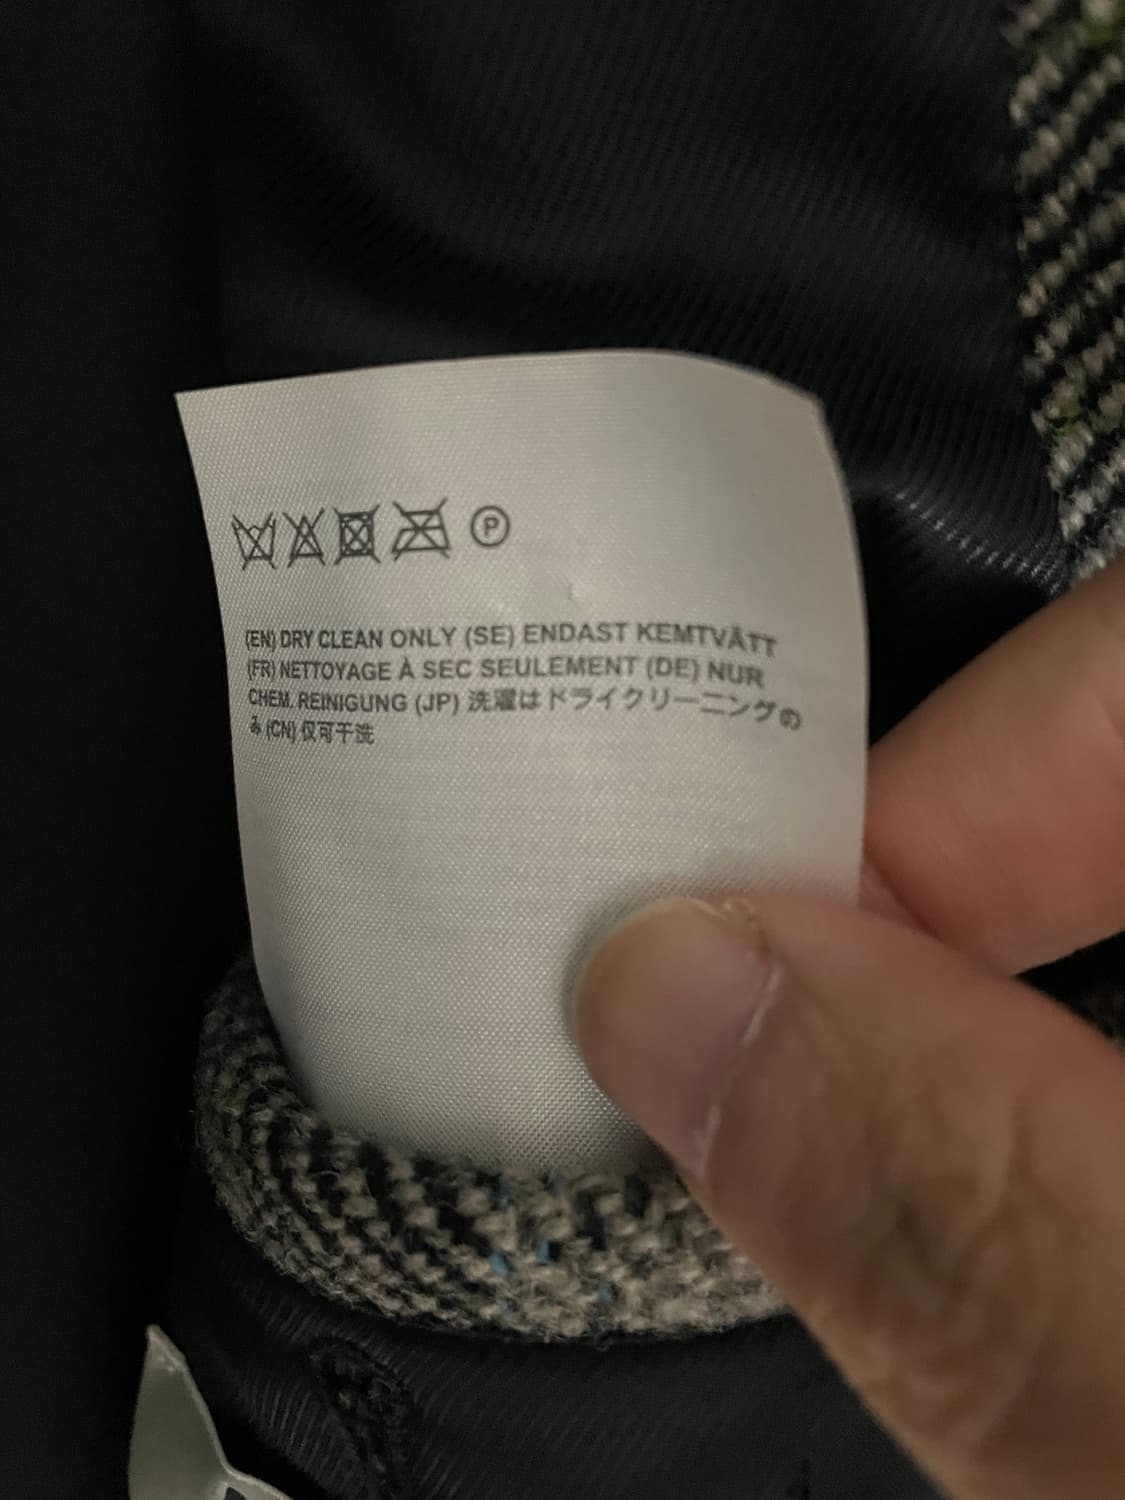 P
(EN) DRY CLEAN ONLY (SE) ENDAST KEMTVÄTT
(FR) NETTOYAGE À SEC SEULEMENT (DE) NUR
CHEM. REINIGUNG (JP) 洗濯はドライクリーニングの
み (CN) 仅可干洗